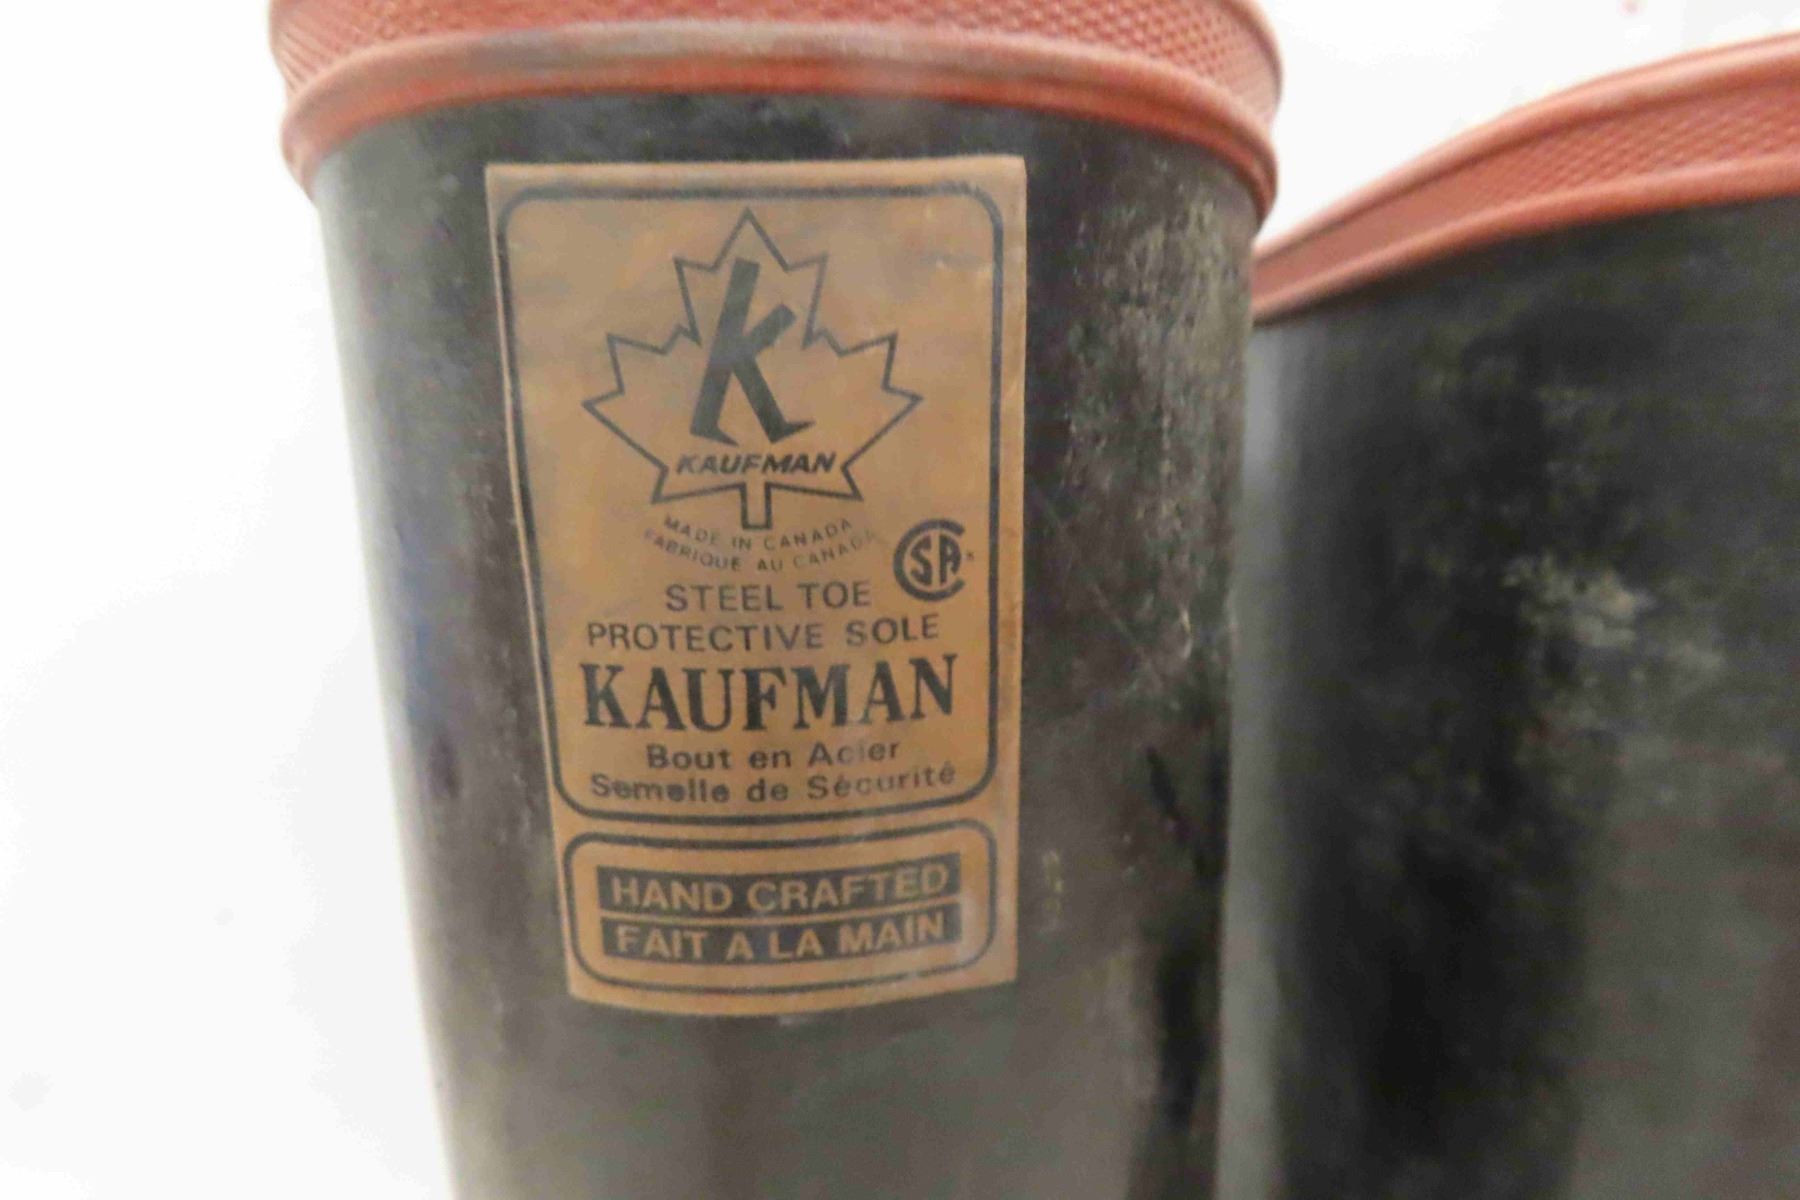 K
KAUFMAN
MADE IN CANADA
FABRIQUE AU CANADA
CSA
STEEL TOE
PROTECTIVE SOLE
KAUFMAN
Bout en Acier
Semelle de Sécurité
HAND CRAFTED
FAIT A LA MAIN